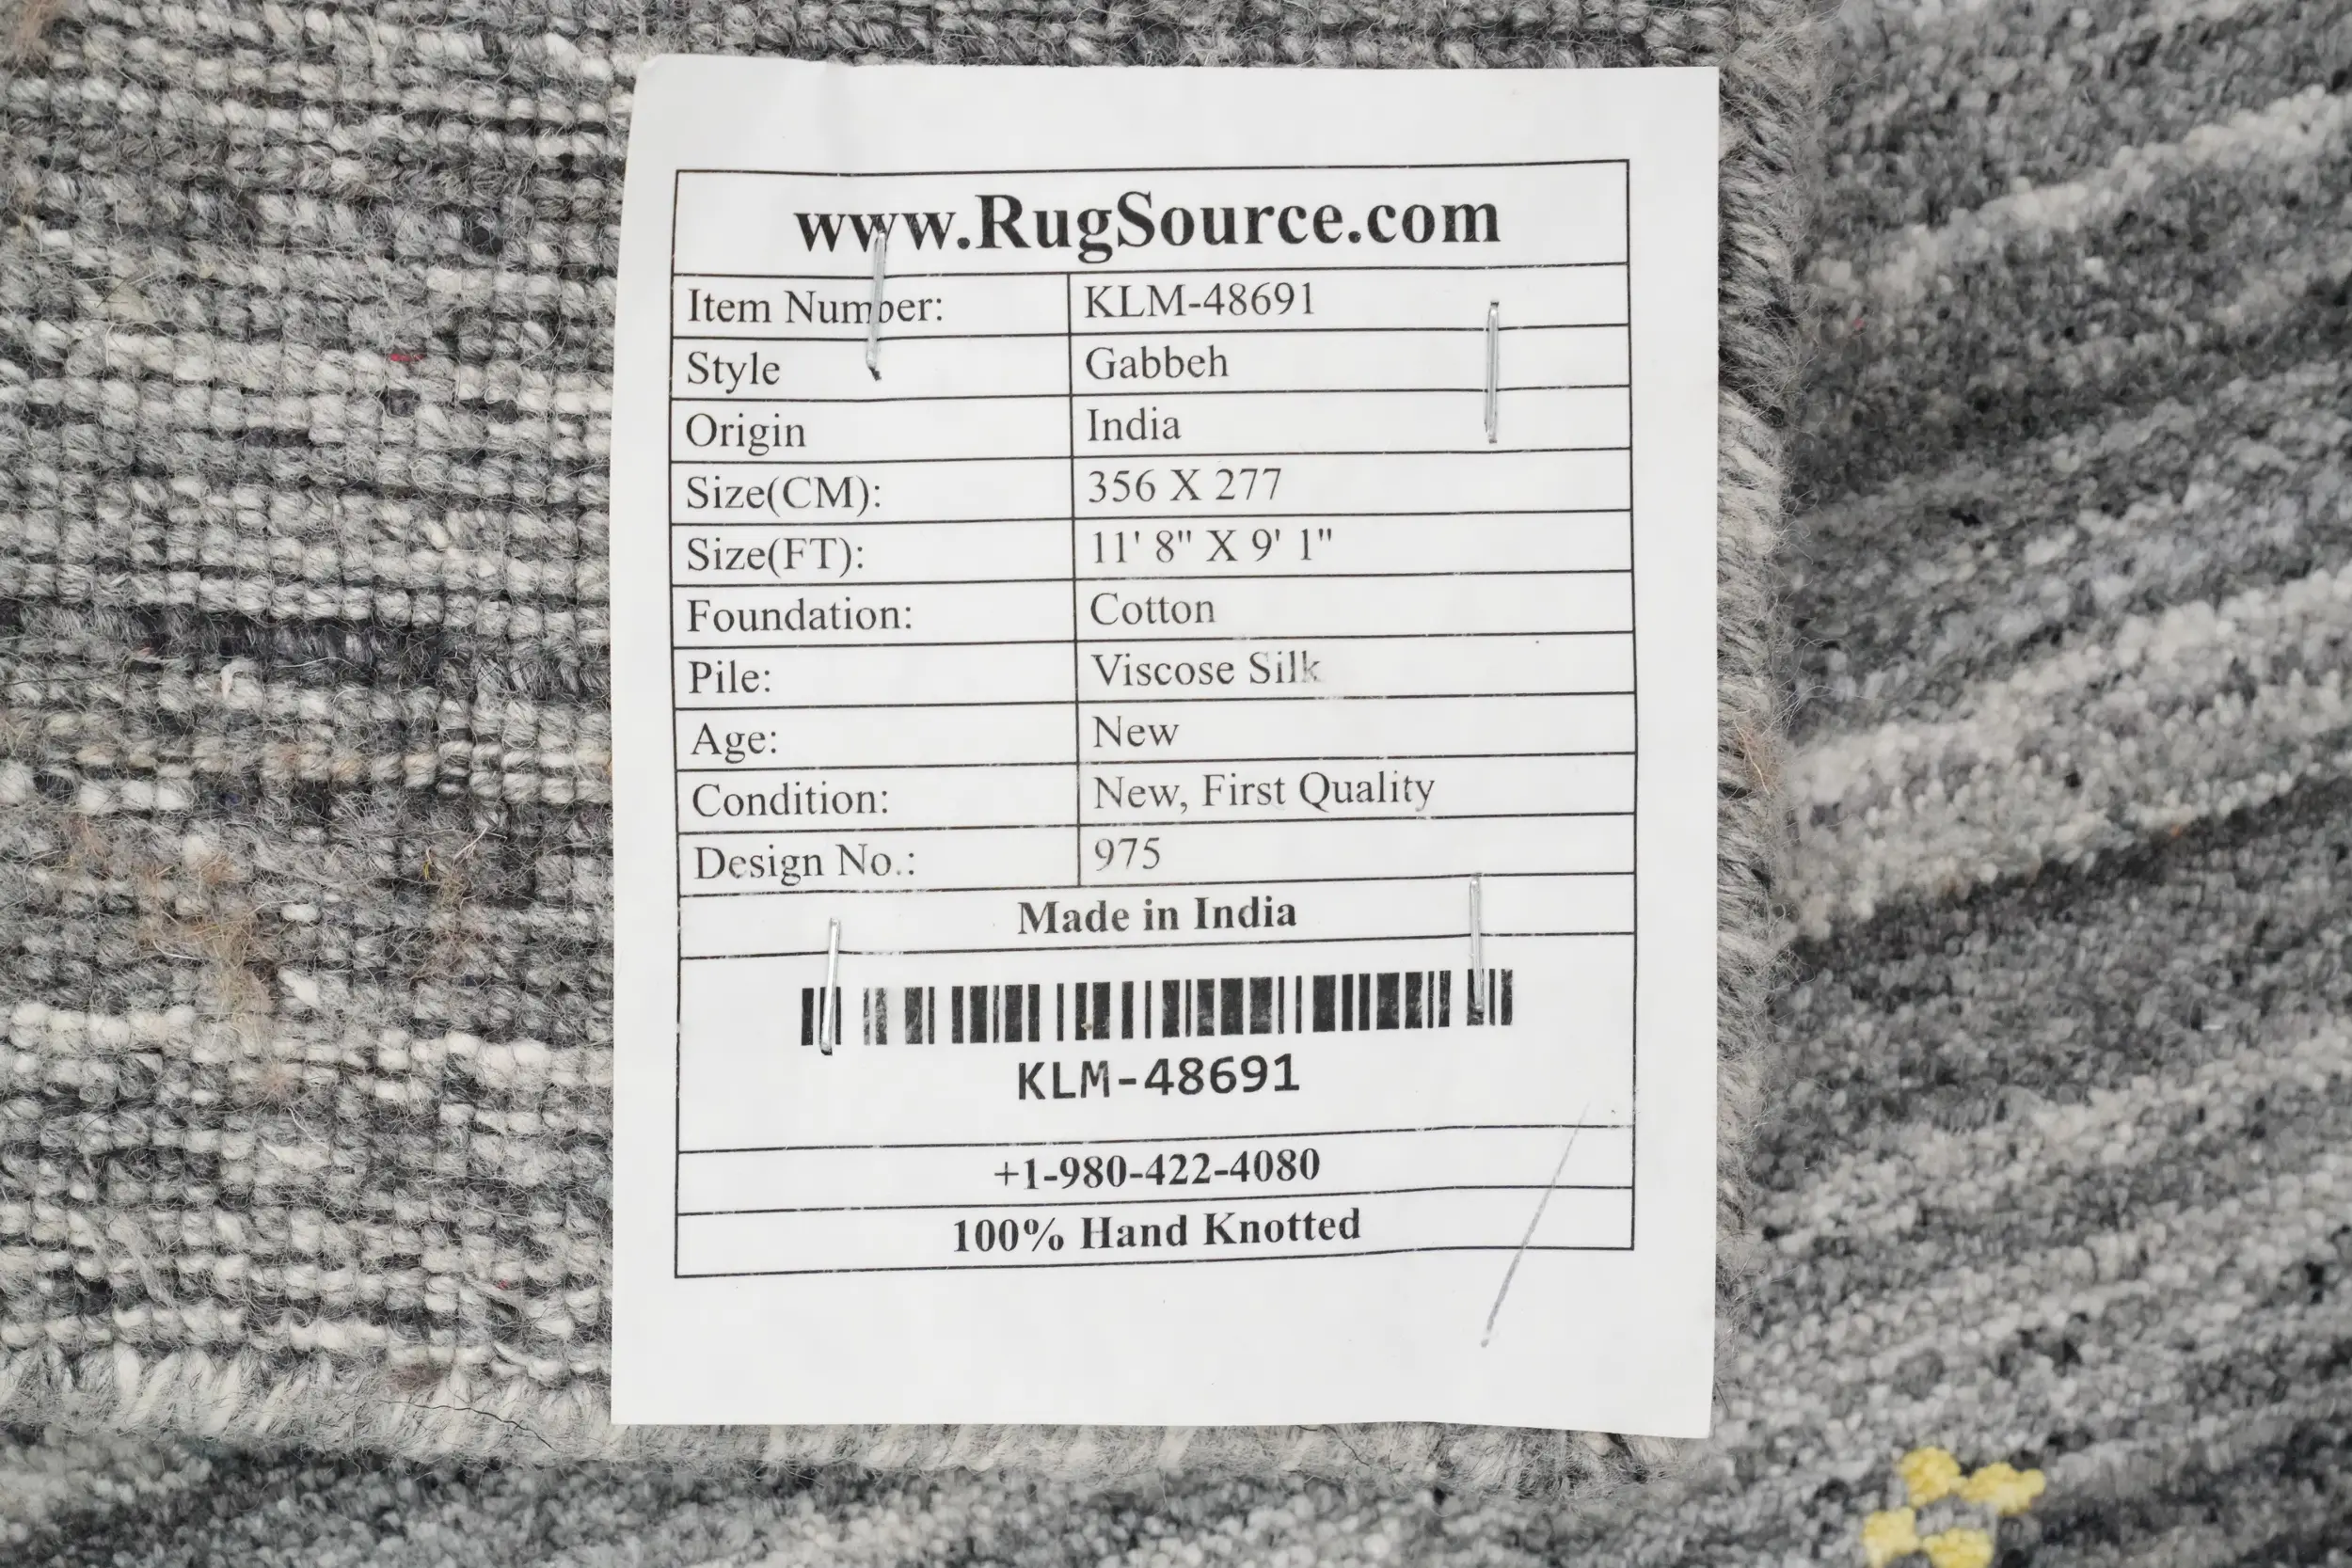 www.RugSource.com
Item Number: KLM-48691
Style Gabbeh
Origin India
Size(CM): 356 X 277
Size(FT): 11' 8" X 9' 1"
Foundation: Cotton
Pile: Viscose Silk
Age: New
Condition: New, First Quality
Design No.: 975
Made in India
KLM-48691
+1-980-422-4080
100% Hand Knotted